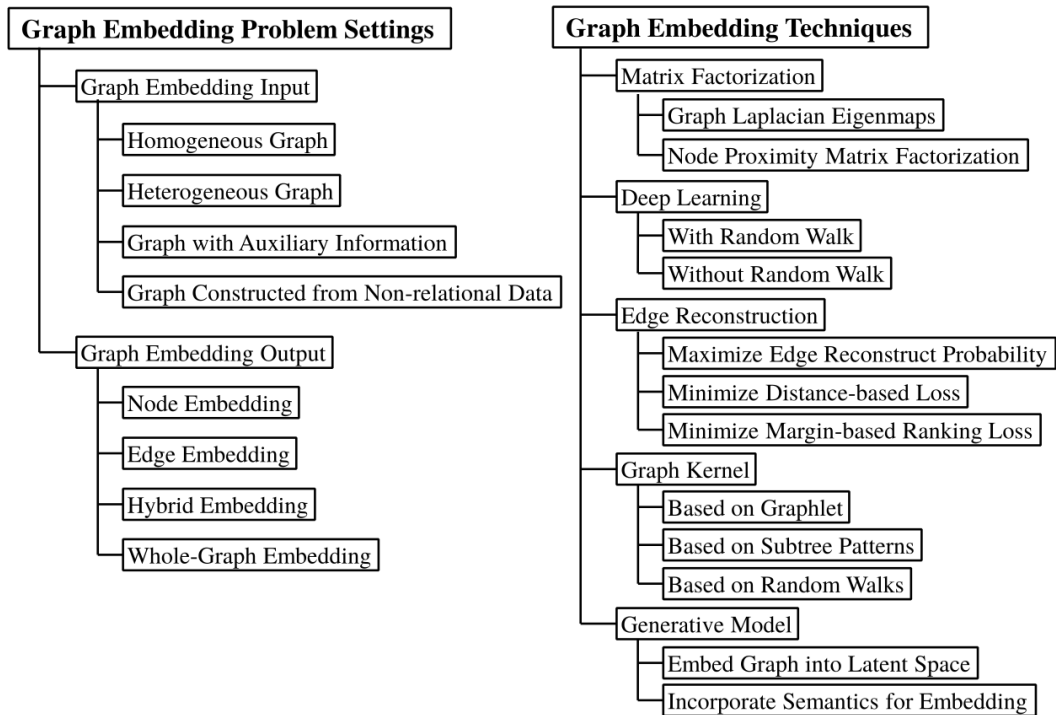 Graph Embedding Problem Settings
Graph Embedding Input
Homogeneous Graph
Heterogeneous Graph
Graph with Auxiliary Information
Graph Constructed from Non-relational Data
Graph Embedding Output
Node Embedding
Edge Embedding
Hybrid Embedding
Whole-Graph Embedding
Graph Embedding Techniques
Matrix Factorization
Graph Laplacian Eigenmaps
Node Proximity Matrix Factorization
Deep Learning
With Random Walk
Without Random Walk
Edge Reconstruction
Maximize Edge Reconstruct Probability
Minimize Distance-based Loss
Minimize Margin-based Ranking Loss
Graph Kernel
Based on Graphlet
Based on Subtree Patterns
Based on Random Walks
Generative Model
Embed Graph into Latent Space
Incorporate Semantics for Embedding